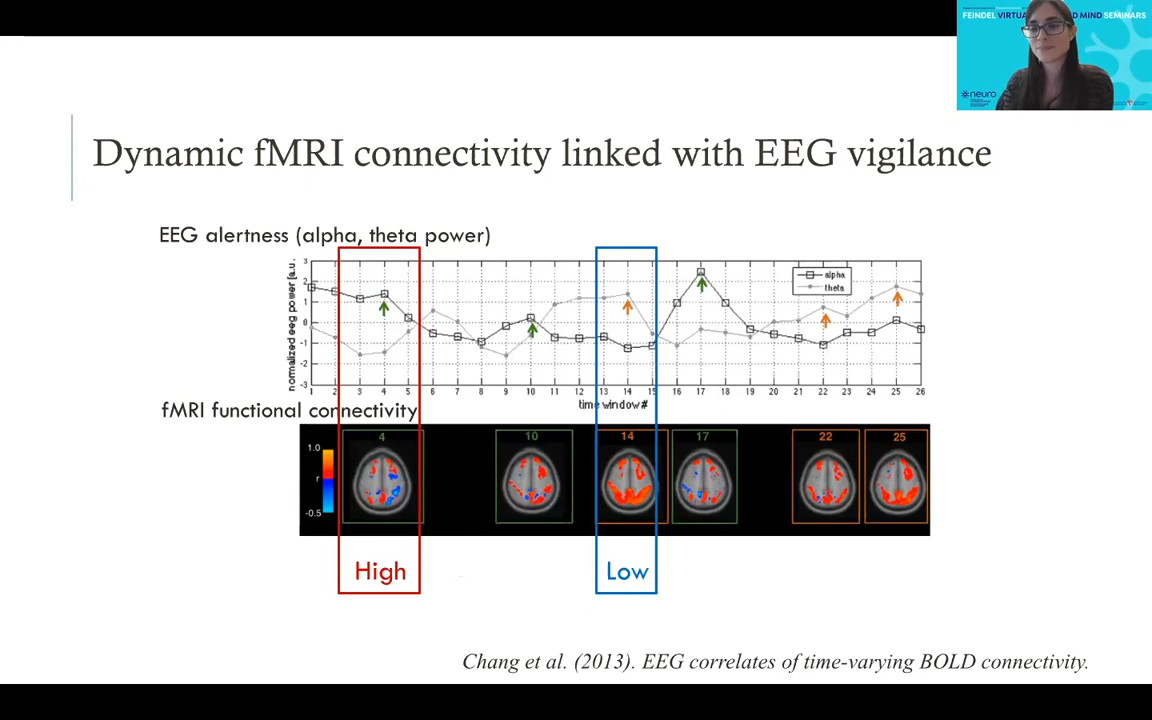 FEINDEL VIRTUA D MIND SEMINARS
neuro
Dynamic fMRI connectivity linked with EEG vigilance
EEG alertness (alpha, theta power)
normalized eeg power [a.u.
3
2
1
0
-1
-2
-3
alpha
theta
1 2 3 4 5 6 7 8 9 10 11 12 13 14 15 16 17 18 19 20 21 22 23 24 25 26
time window#
fMRI functional connectivity
4 10 14 17 22 25
1.0
r
-0.5
High
Low
Chang et al. (2013). EEG correlates of time-varying BOLD connectivity.